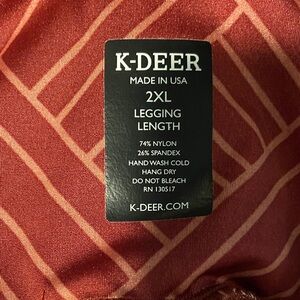 K-DEER
MADE IN USA
2XL
LEGGING
LENGTH
74% NYLON
26% SPANDEX
HAND WASH COLD
HANG DRY
DO NOT BLEACH
RN 130517
K-DEER.COM